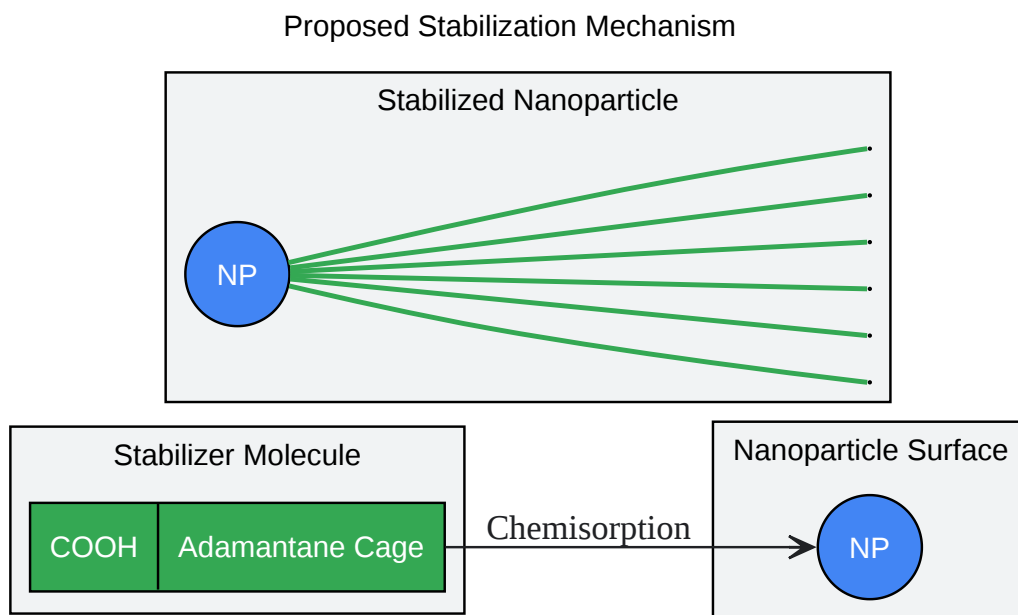 Proposed Stabilization Mechanism
Stabilized Nanoparticle
NP
Stabilizer Molecule
COOH
Adamantane Cage
Chemisorption
Nanoparticle Surface
NP